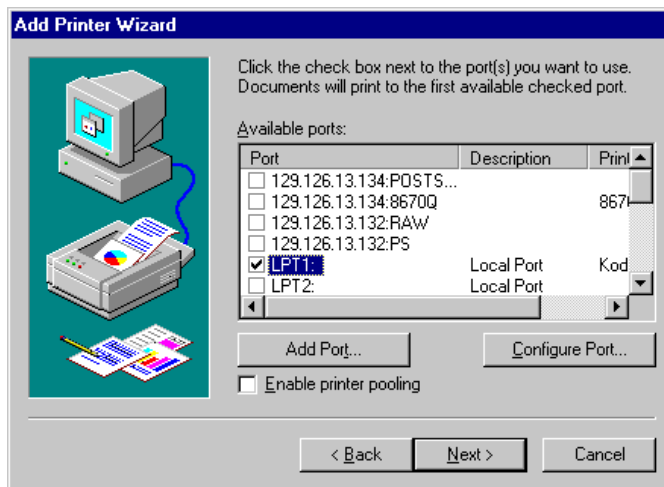 Add Printer Wizard
Click the check box next to the port(s) you want to use.
Documents will print to the first available checked port.
Available ports:
Port Description Print
129.126.13.134:POSTS...
129.126.13.134:8670Q 867
129.126.13.132:RAW
129.126.13.132:PS
LPT1: Local Port Kod
LPT2: Local Port
Add Port... Configure Port...
Enable printer pooling
< Back Next > Cancel